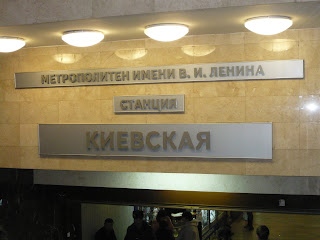 МЕТРОПОЛИТЕН ИМЕНИ В. И. ЛЕНИНА
СТАНЦИЯ
КИЕВСКАЯ